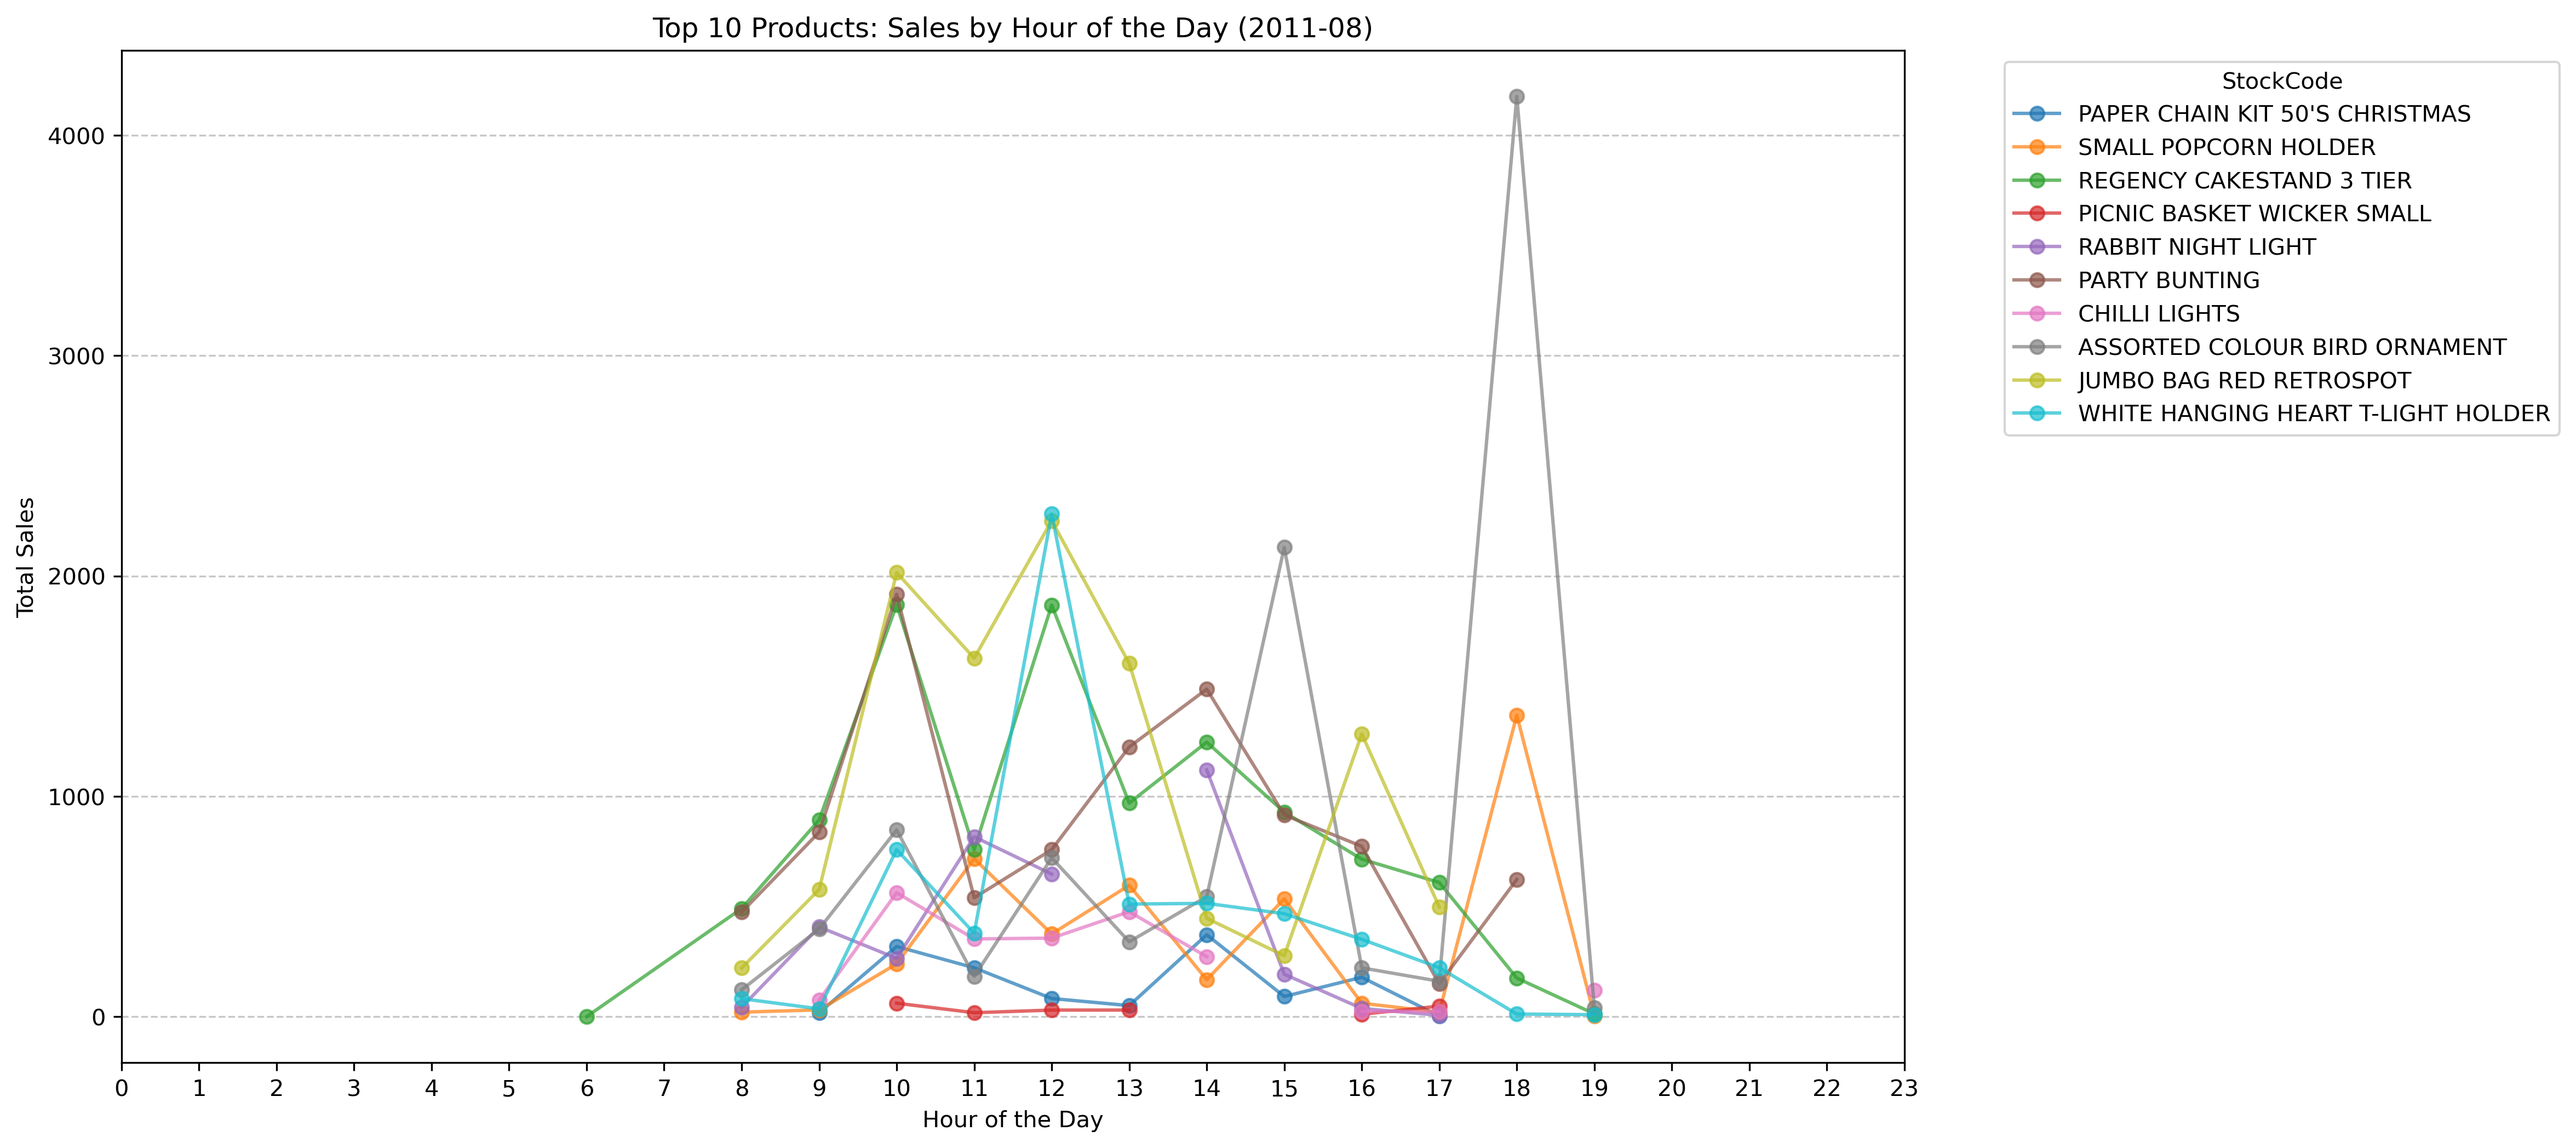 Top 10 Products: Sales by Hour of the Day (2011-08)
Total Sales
4000
3000
2000
1000
0
0 1 2 3 4 5 6 7 8 9 10 11 12 13 14 15 16 17 18 19 20 21 22 23
Hour of the Day
StockCode
PAPER CHAIN KIT 50'S CHRISTMAS
SMALL POPCORN HOLDER
REGENCY CAKESTAND 3 TIER
PICNIC BASKET WICKER SMALL
RABBIT NIGHT LIGHT
PARTY BUNTING
CHILLI LIGHTS
ASSORTED COLOUR BIRD ORNAMENT
JUMBO BAG RED RETROSPOT
WHITE HANGING HEART T-LIGHT HOLDER